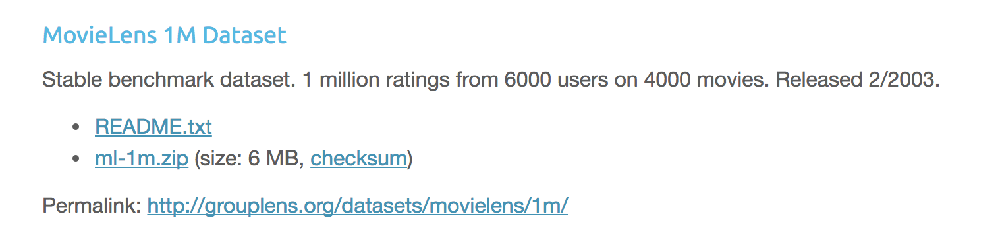 MovieLens 1M Dataset
Stable benchmark dataset. 1 million ratings from 6000 users on 4000 movies. Released 2/2003.
• README.txt
• ml-1m.zip (size: 6 MB, checksum)
Permalink: http://grouplens.org/datasets/movielens/1m/